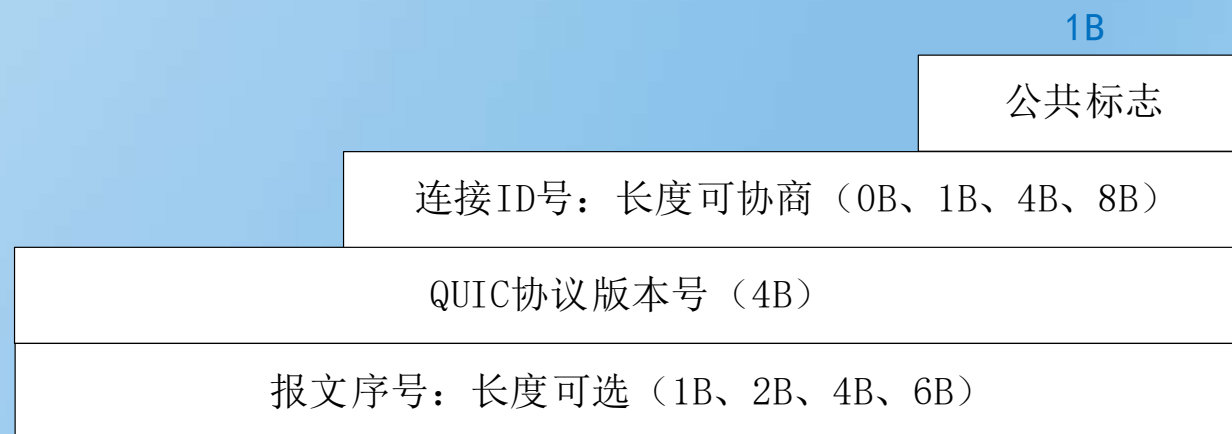 1B
公共标志
连接ID号：长度可协商（0B、1B、4B、8B）
QUIC协议版本号（4B）
报文序号：长度可选（1B、2B、4B、6B）